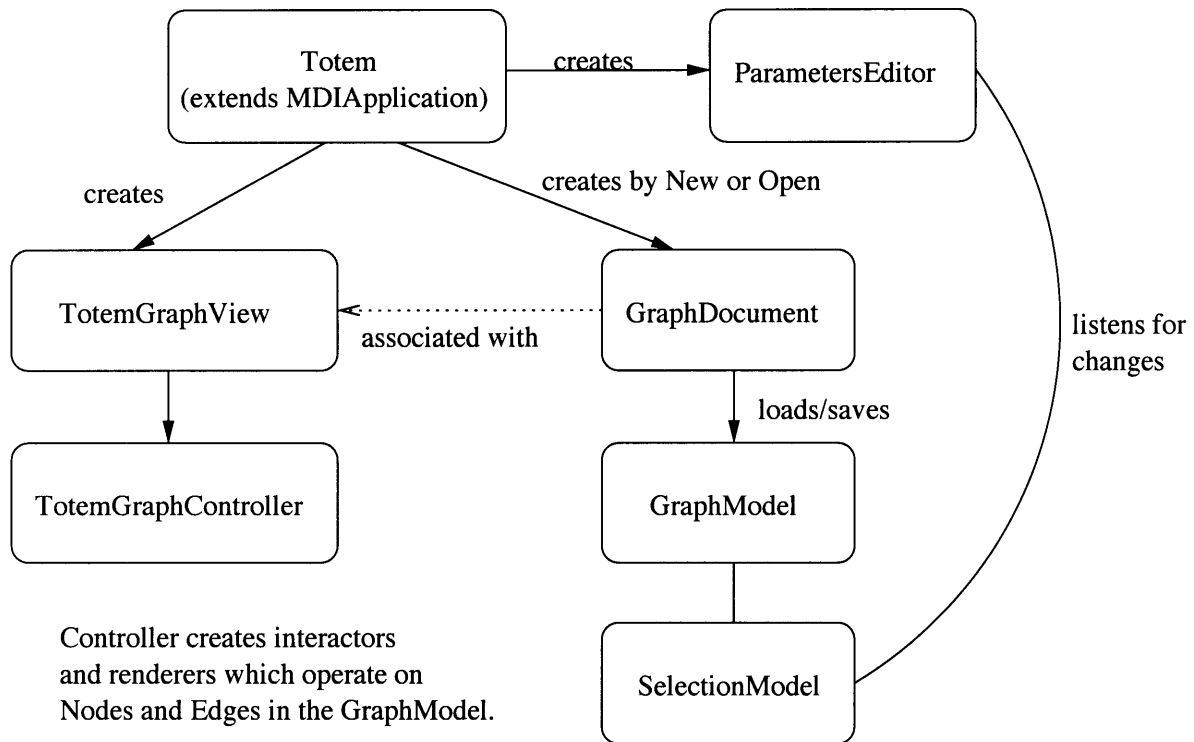 Totem
(extends MDIApplication)
creates
ParametersEditor
creates
creates by New or Open
TotemGraphView
associated with
GraphDocument
listens for
changes
loads/saves
TotemGraphController
GraphModel
Controller creates interactors
and renderers which operate on
Nodes and Edges in the GraphModel.
SelectionModel